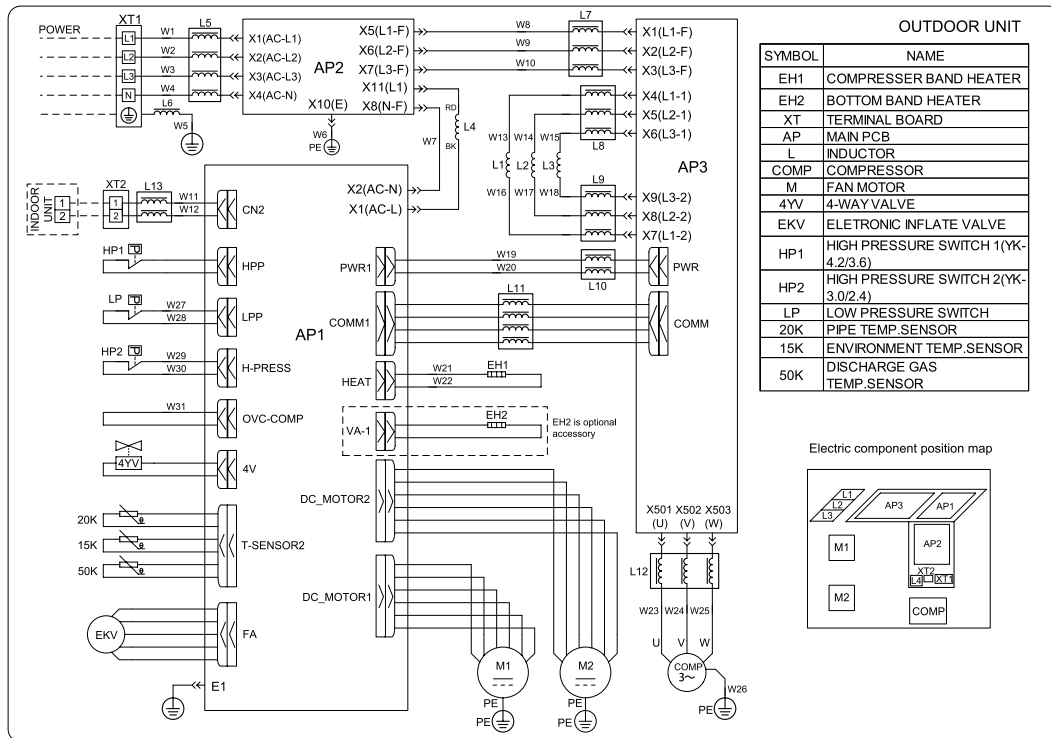 POWER
XT1
L1
L2
L3
N
W1
W2
W3
W4
L5
L6
W5
X1(AC-L1)
X2(AC-L2)
X3(AC-L3)
X4(AC-N)
AP2
X5(L1-F)
X6(L2-F)
X7(L3-F)
X11(L1)
X8(N-F)
X10(E)
W6
PE
W7
RD
L4
BK
W8
W9
W10
L7
X1(L1-F)
X2(L2-F)
X3(L3-F)
X4(L1-1)
X5(L2-1)
X6(L3-1)
L8
W13
W14
W15
L1
L2
L3
W16
W17
W18
L9
AP3
X9(L3-2)
X8(L2-2)
X7(L1-2)
INDOOR
UNIT
1
2
XT2
1
2
L13
W11
W12
CN2
X2(AC-N)
X1(AC-L)
HP1
P
HPP
PWR1
W19
W20
L10
PWR
LP
P
W27
W28
LPP
AP1
COMM1
L11
COMM
HP2
P
W29
W30
H-PRESS
HEAT
W21
W22
EH1
W31
OVC-COMP
VA-1
EH2
EH2 is optional
accessory
4YV
4V
DC_MOTOR2
20K
θ
15K
θ
50K
θ
T-SENSOR2
DC_MOTOR1
EKV
FA
E1
M1
PE
PE
M2
PE
PE
X501 X502 X503
(U) (V) (W)
L12
W23
W24
W25
U
V
W
COMP
3~
W26
PE
OUTDOOR UNIT
SYMBOL NAME
EH1 COMPRESSER BAND HEATER
EH2 BOTTOM BAND HEATER
XT TERMINAL BOARD
AP MAIN PCB
L INDUCTOR
COMP COMPRESSOR
M FAN MOTOR
4YV 4-WAY VALVE
EKV ELETRONIC INFLATE VALVE
HP1 HIGH PRESSURE SWITCH 1(YK-
4.2/3.6)
HP2 HIGH PRESSURE SWITCH 2(YK-
3.0/2.4)
LP LOW PRESSURE SWITCH
20K PIPE TEMP.SENSOR
15K ENVIRONMENT TEMP.SENSOR
50K DISCHARGE GAS
TEMP.SENSOR
Electric component position map
L1
L2
L3
AP3
AP1
M1
AP2
XT2
L4
XT1
M2
COMP